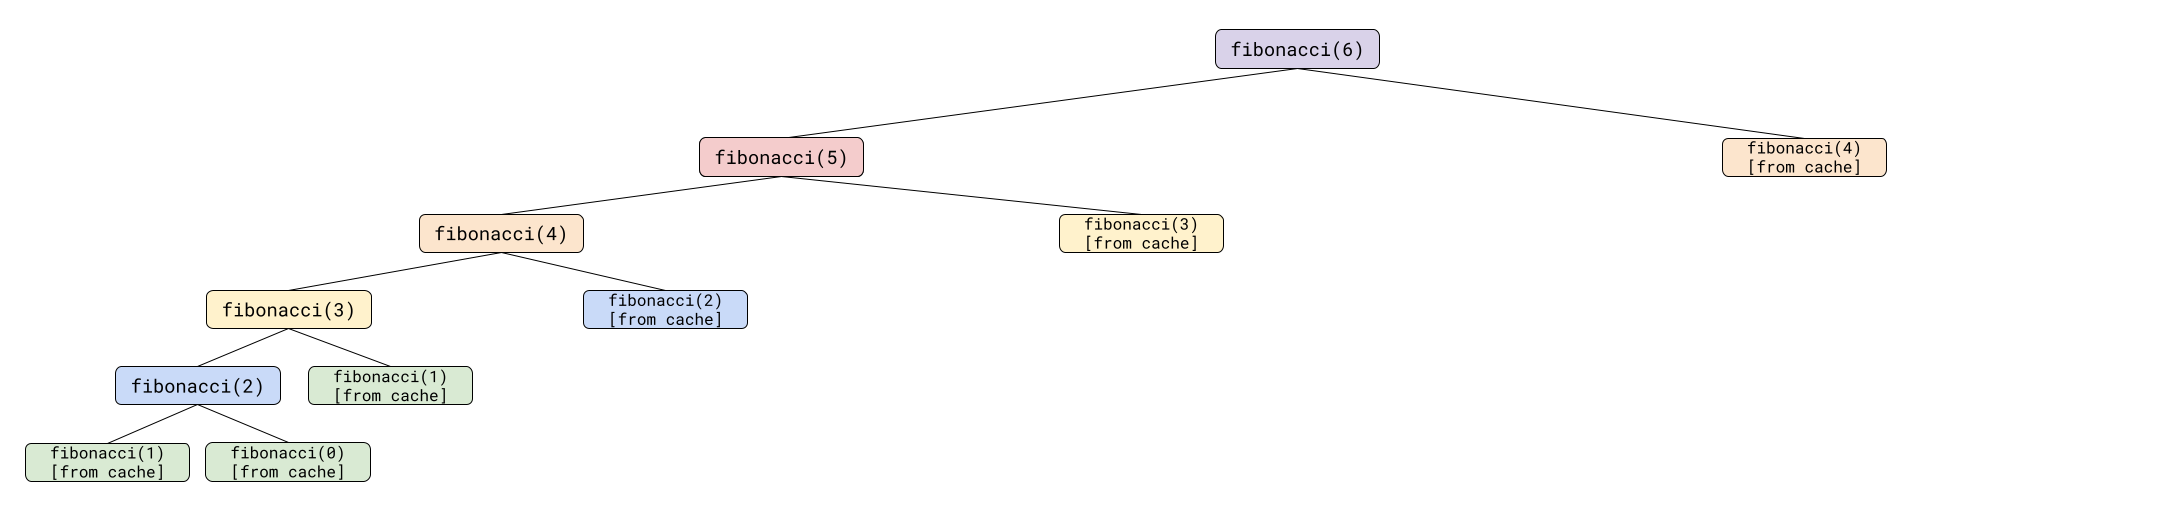 fibonacci(6)
fibonacci(5)
fibonacci(4)
[from cache]
fibonacci(4)
fibonacci(3)
[from cache]
fibonacci(3)
fibonacci(2)
[from cache]
fibonacci(2)
fibonacci(1)
[from cache]
fibonacci(1)
[from cache]
fibonacci(0)
[from cache]